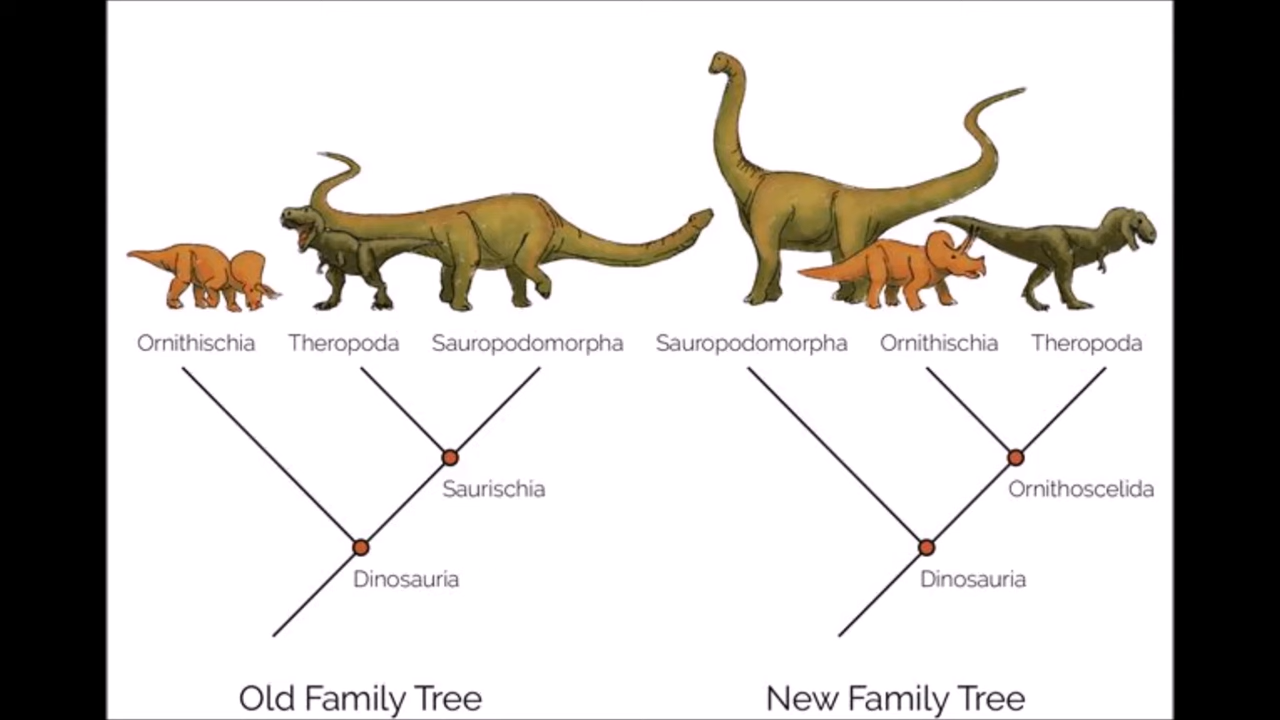 Ornithischia Theropoda Sauropodomorpha Sauropodomorpha Ornithischia Theropoda
Saurischia Ornithoscelida
Dinosauria Dinosauria
Old Family Tree New Family Tree